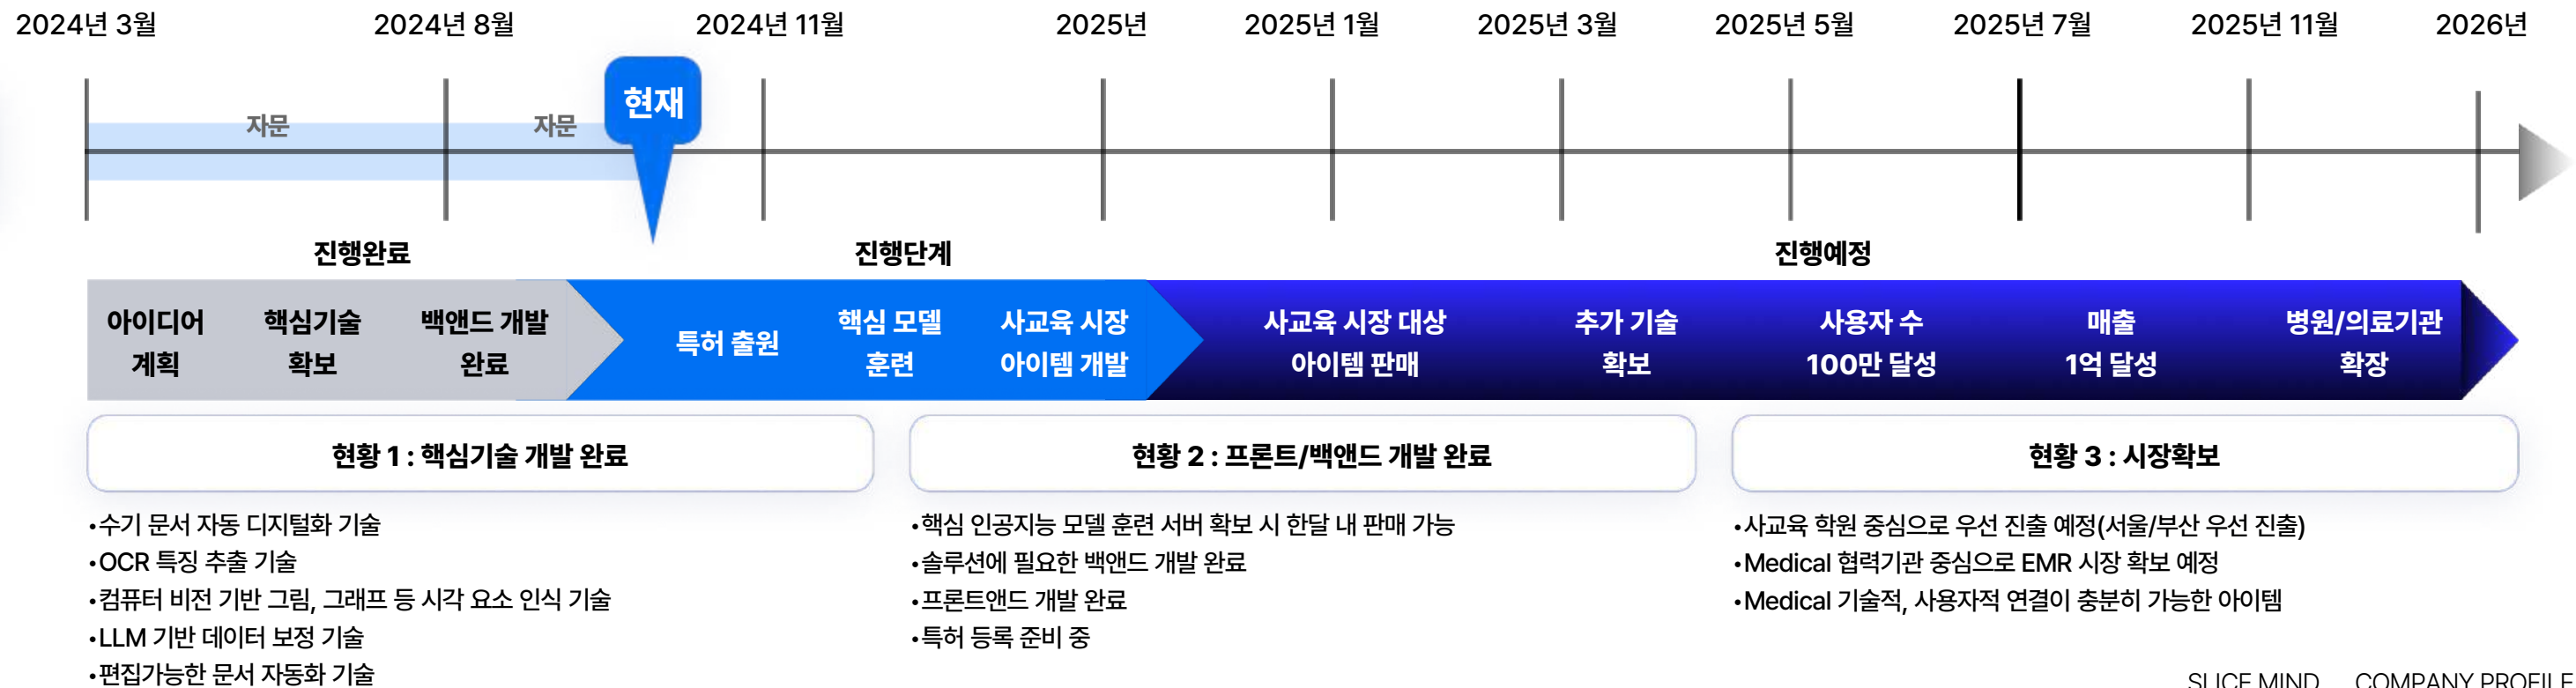 2024년 3월 2024년 8월 2024년 11월 2025년 2025년 1월 2025년 3월 2025년 5월 2025년 7월 2025년 11월 2026년
현재
자문 자문
진행완료 진행단계 진행예정
아이디어 핵심기술 백앤드 개발 특허 출원 핵심 모델 사교육 시장 사교육 시장 대상 추가 기술 사용자 수 매출 병원/의료기관
계획 확보 완료 훈련 아이템 개발 아이템 판매 확보 100만 달성 1억 달성 확장
현황 1 : 핵심기술 개발 완료
•수기 문서 자동 디지털화 기술
•OCR 특징 추출 기술
•컴퓨터 비전 기반 그림, 그래프 등 시각 요소 인식 기술
•LLM 기반 데이터 보정 기술
•편집가능한 문서 자동화 기술
현황 2 : 프론트/백앤드 개발 완료
•핵심 인공지능 모델 훈련 서버 확보 시 한달 내 판매 가능
•솔루션에 필요한 백앤드 개발 완료
•프론트앤드 개발 완료
•특허 등록 준비 중
현황 3 : 시장확보
•사교육 학원 중심으로 우선 진출 예정(서울/부산 우선 진출)
•Medical 협력기관 중심으로 EMR 시장 확보 예정
•Medical 기술적, 사용자적 연결이 충분히 가능한 아이템
SLICE MIND COMPANY PROFILE